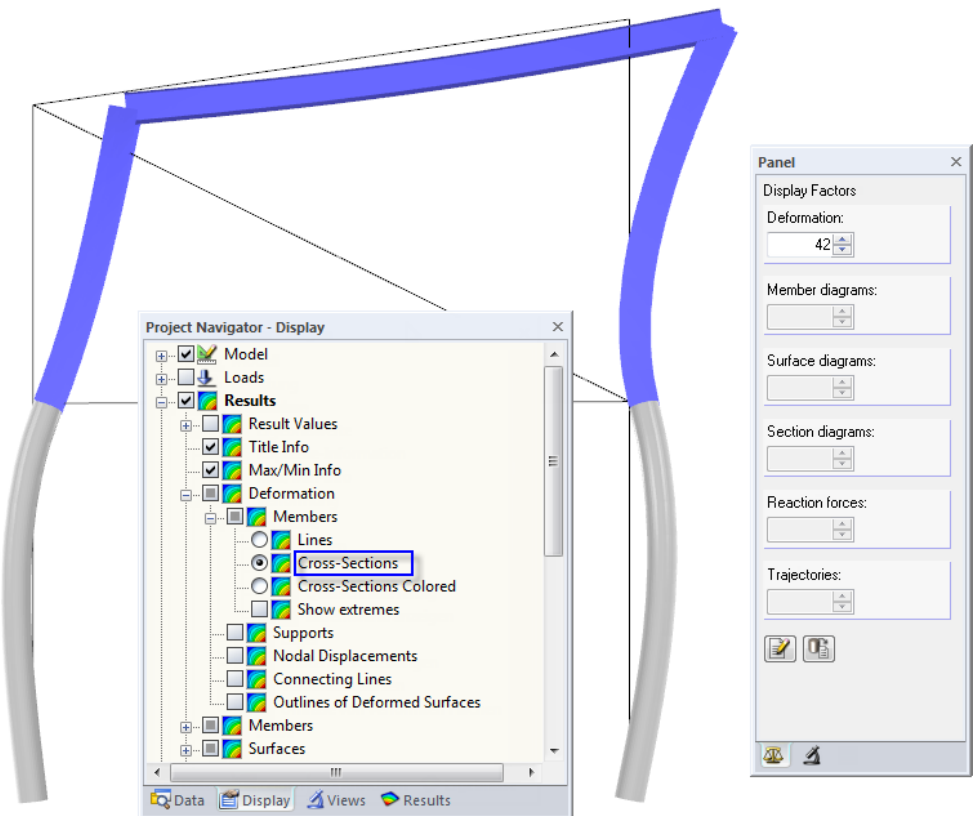 Project Navigator - Display
Model
Loads
Results
Result Values
Title Info
Max/Min Info
Deformation
Members
Lines
Cross-Sections
Cross-Sections Colored
Show extremes
Supports
Nodal Displacements
Connecting Lines
Outlines of Deformed Surfaces
Members
Surfaces
Data Display Views Results
Panel
Display Factors
Deformation:
42
Member diagrams:
Surface diagrams:
Section diagrams:
Reaction forces:
Trajectories: